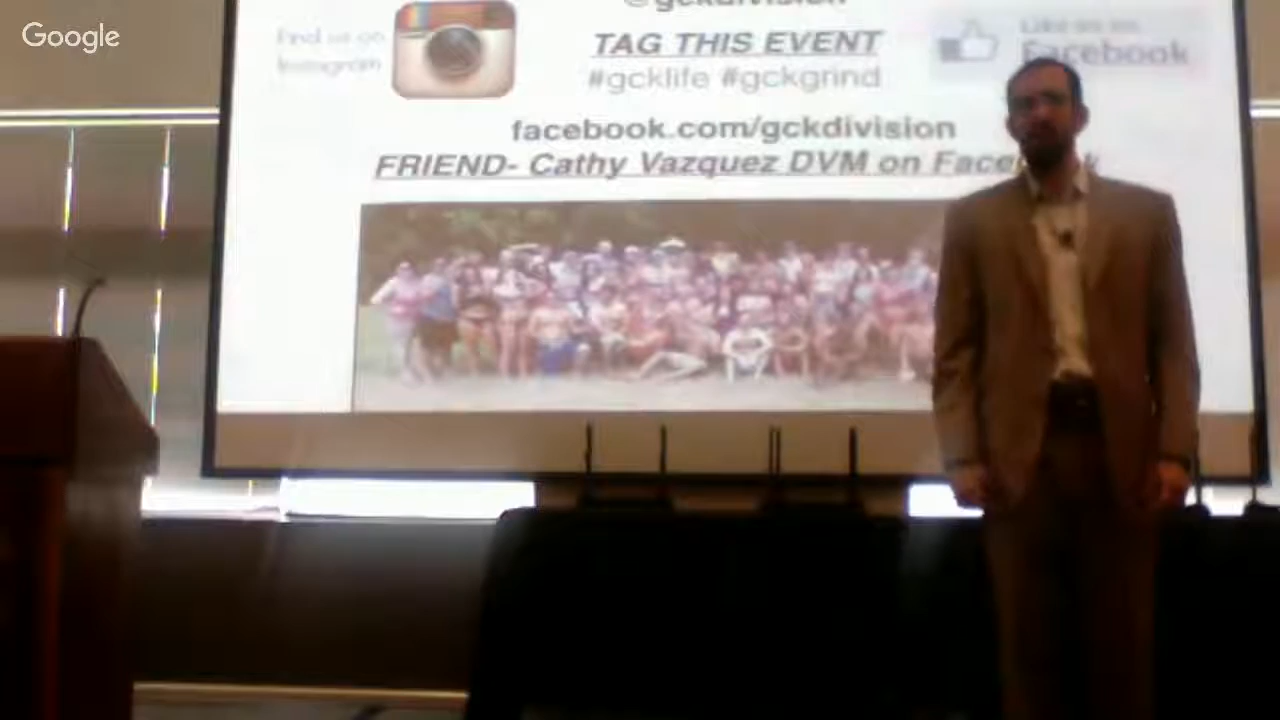 Google
@gckdivision
Find us on
Instagram
TAG THIS EVENT
#gcklife #gckgrind
Like us on
Facebook
facebook.com/gckdivision
FRIEND- Cathy Vazquez DVM on